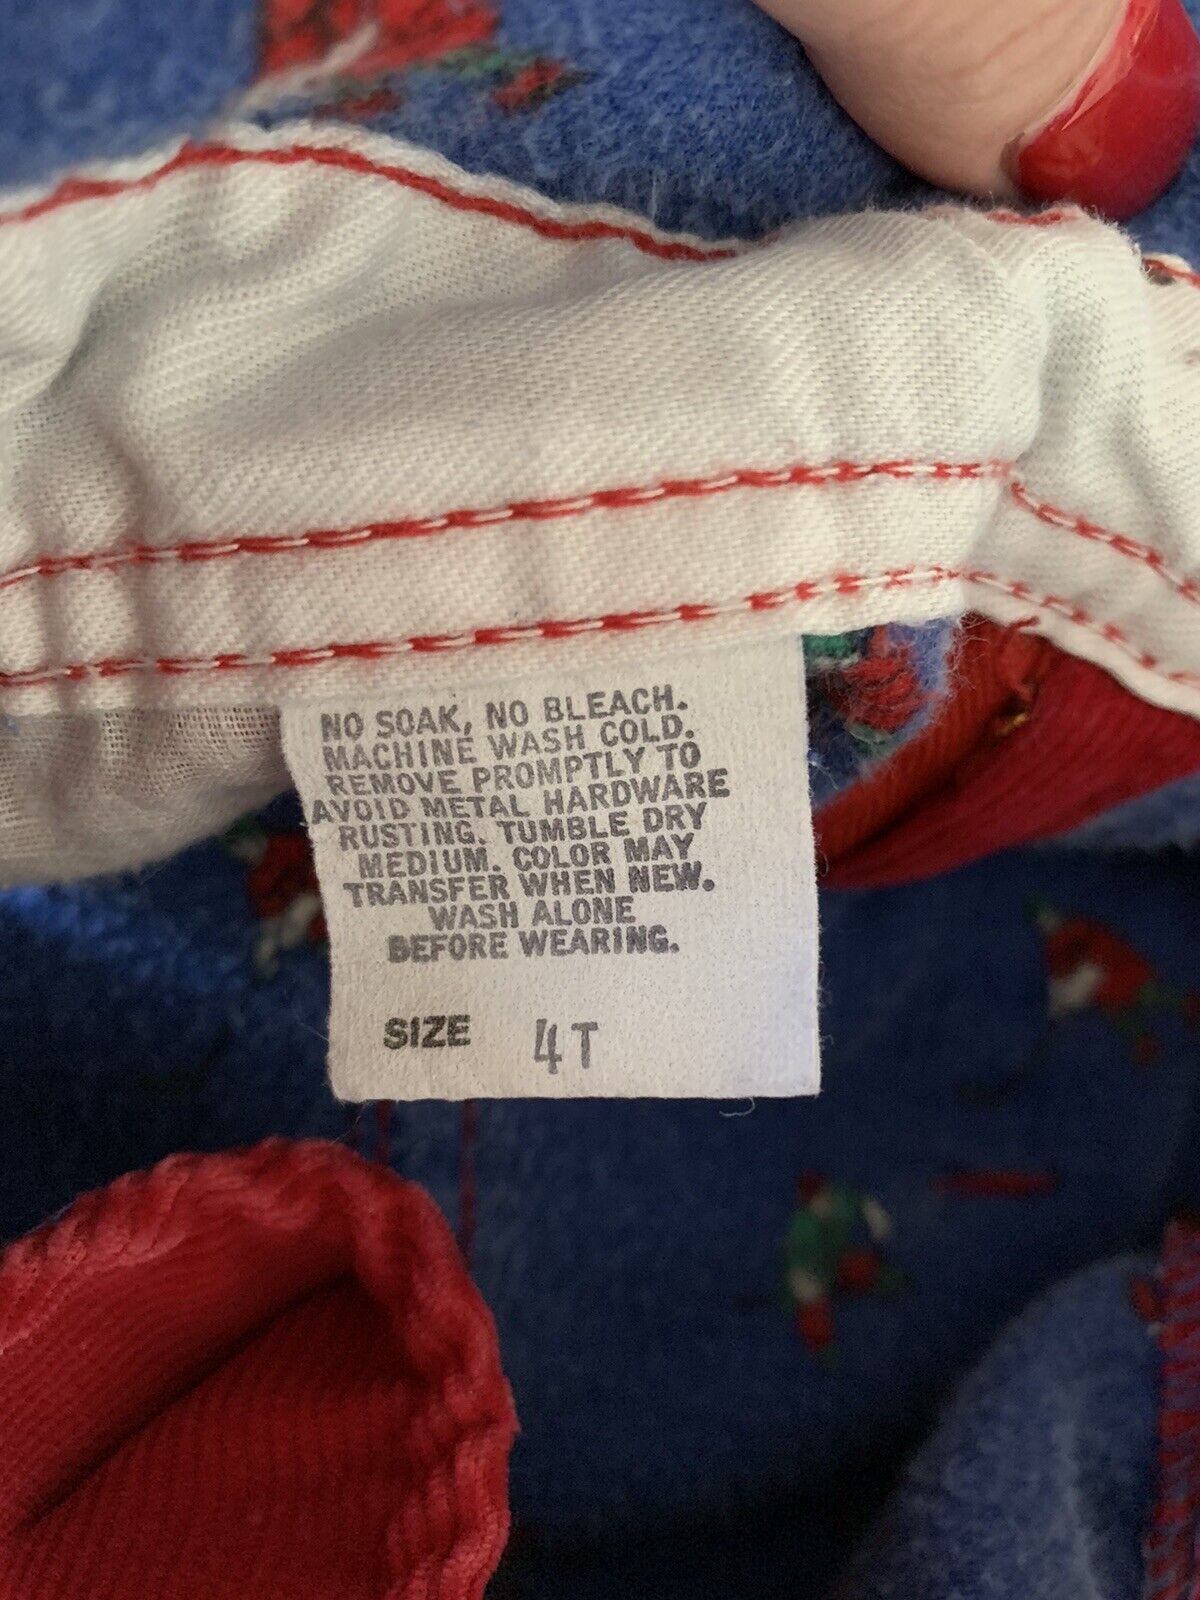 NO SOAK, NO BLEACH.
MACHINE WASH COLD.
REMOVE PROMPTLY TO
AVOID METAL HARDWARE
RUSTING. TUMBLE DRY
MEDIUM. COLOR MAY
TRANSFER WHEN NEW.
WASH ALONE
BEFORE WEARING.
SIZE 4T